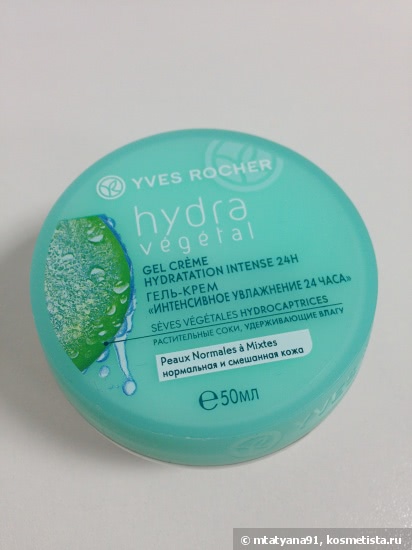 YVES ROCHER
hydra
végétal
GEL CRÈME
HYDRATATION INTENSE 24H
ГЕЛЬ-КРЕМ
«ИНТЕНСИВНОЕ УВЛАЖНЕНИЕ 24 ЧАСА»
SÈVES VÉGÉTALES HYDROCAPTRICES
РАСТИТЕЛЬНЫЕ СОКИ, УДЕРЖИВАЮЩИЕ ВЛАГУ
Peaux Normales à Mixtes
нормальная и смешанная кожа
℮50МЛ
© mtatyana91, kosmetista.ru